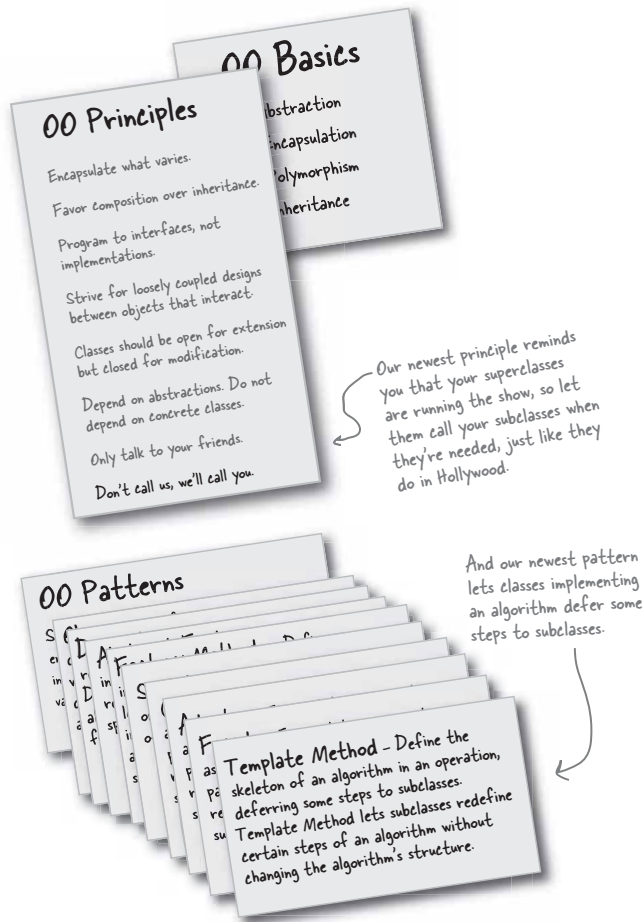 OO Basics
bstraction
ncapsulation
olymorphism
nheritance
OO Principles
Encapsulate what varies.
Favor composition over inheritance.
Program to interfaces, not
implementations.
Strive for loosely coupled designs
between objects that interact.
Classes should be open for extension
but closed for modification.
Depend on abstractions. Do not
depend on concrete classes.
Only talk to your friends.
Don't call us, we'll call you.
Our newest principle reminds
you that your superclasses
are running the show, so let
them call your subclasses when
they're needed, just like they
do in Hollywood.
OO Patterns
And our newest pattern
lets classes implementing
an algorithm defer some
steps to subclasses.
Template Method – Define the
skeleton of an algorithm in an operation,
deferring some steps to subclasses.
Template Method lets subclasses redefine
certain steps of an algorithm without
changing the algorithm's structure.